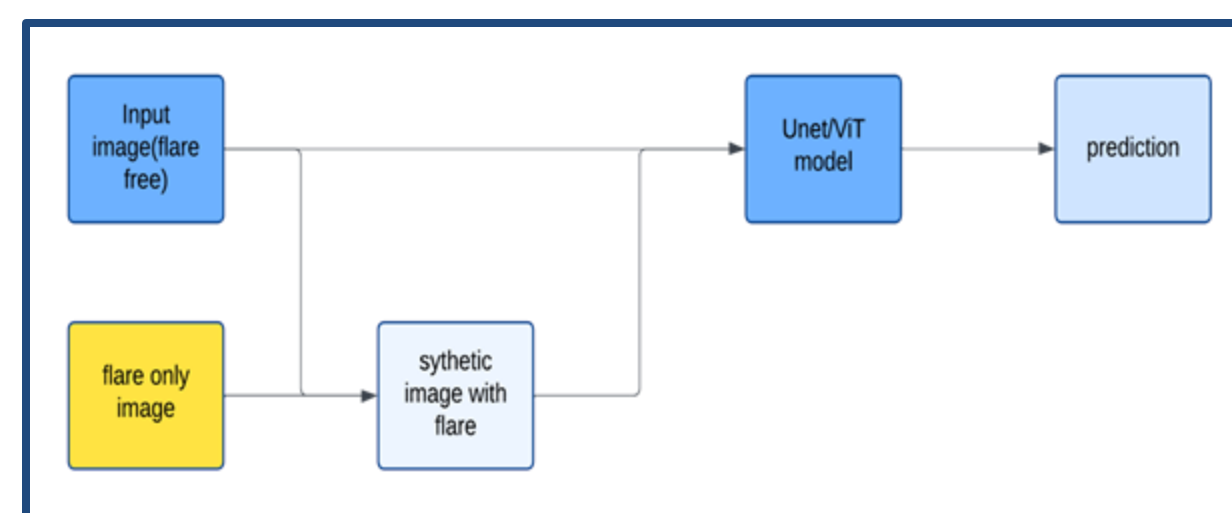 Input
image(flare
free)
Unet/ViT
model
prediction
flare only
image
sythetic
image with
flare